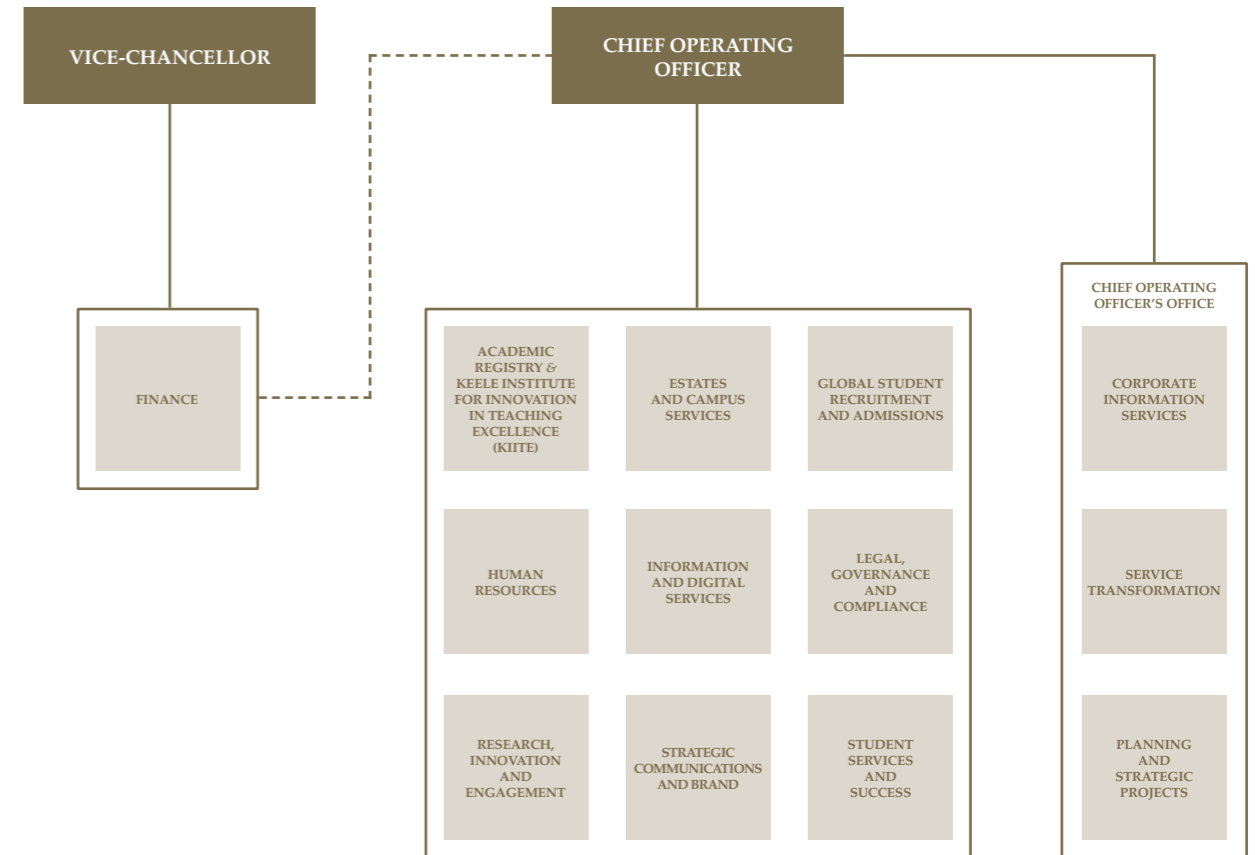 VICE-CHANCELLOR
CHIEF OPERATING
OFFICER
CHIEF OPERATING
OFFICER'S OFFICE
FINANCE
ACADEMIC
REGISTRY &
KEELE INSTITUTE
FOR INNOVATION
IN TEACHING
EXCELLENCE
(KIITE)
ESTATES
AND CAMPUS
SERVICES
GLOBAL STUDENT
RECRUITMENT
AND ADMISSIONS
CORPORATE
INFORMATION
SERVICES
HUMAN
RESOURCES
INFORMATION
AND DIGITAL
SERVICES
LEGAL,
GOVERNANCE
AND
COMPLIANCE
SERVICE
TRANSFORMATION
RESEARCH,
INNOVATION
AND
ENGAGEMENT
STRATEGIC
COMMUNICATIONS
AND BRAND
STUDENT
SERVICES
AND
SUCCESS
PLANNING
AND
STRATEGIC
PROJECTS